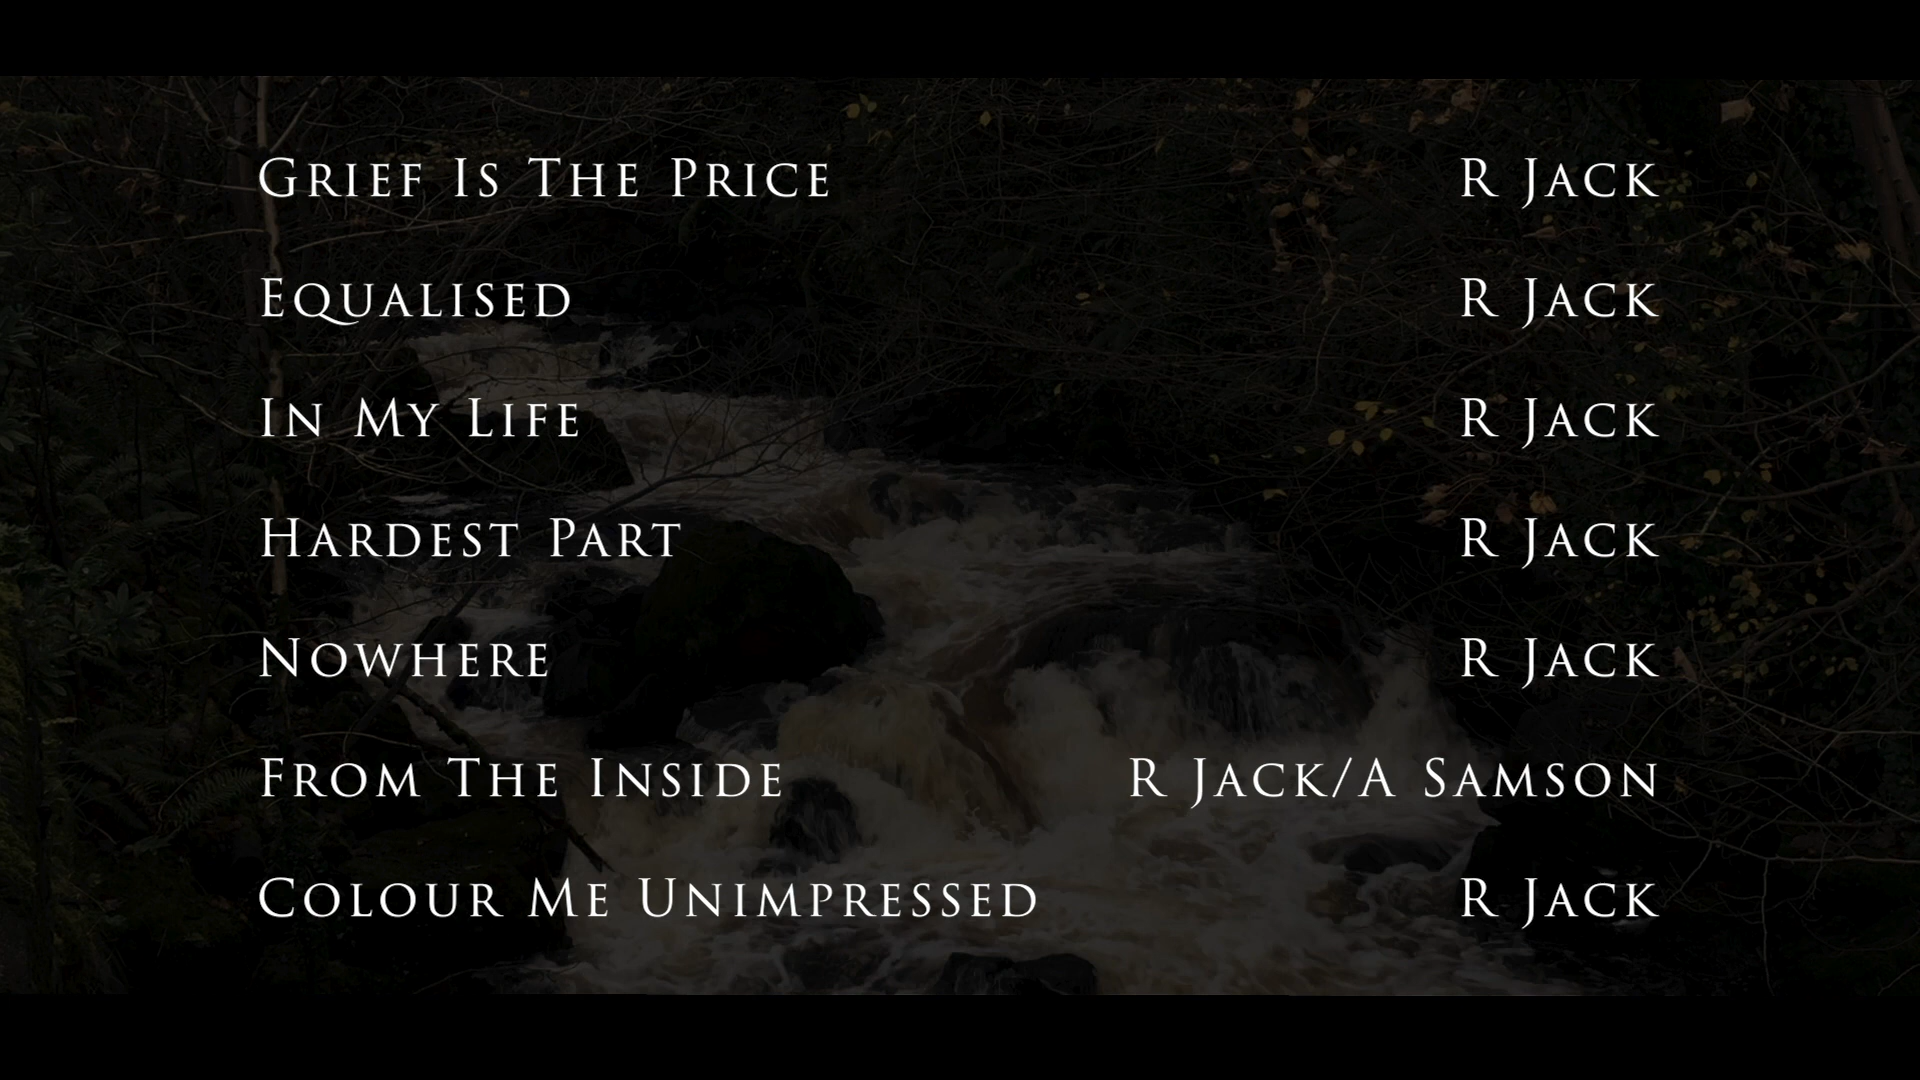 Grief Is The Price R Jack
Equalised R Jack
In My Life R Jack
Hardest Part R Jack
Nowhere R Jack
From The Inside R Jack/A Samson
Colour Me Unimpressed R Jack